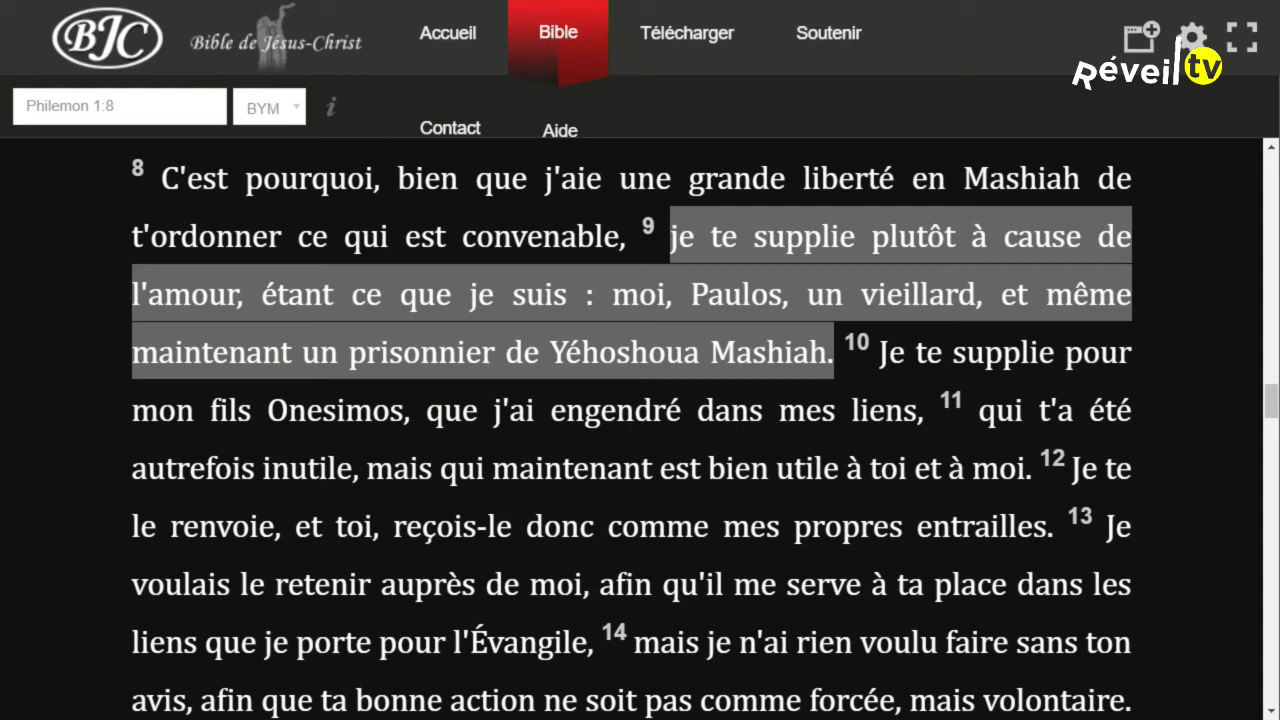 BJC
Bible de Jésus-Christ
Accueil
Bible
Télécharger
Soutenir
Réveil tv
Philemon 1:8
BYM
i
Contact
Aide
8 C'est pourquoi, bien que j'aie une grande liberté en Mashiah de
t'ordonner ce qui est convenable, 9 je te supplie plutôt à cause de
l'amour, étant ce que je suis : moi, Paulos, un vieillard, et même
maintenant un prisonnier de Yéhoshoua Mashiah. 10 Je te supplie pour
mon fils Onesimos, que j'ai engendré dans mes liens, 11 qui t'a été
autrefois inutile, mais qui maintenant est bien utile à toi et à moi. 12 Je te
le renvoie, et toi, reçois-le donc comme mes propres entrailles. 13 Je
voulais le retenir auprès de moi, afin qu'il me serve à ta place dans les
liens que je porte pour l'Évangile, 14 mais je n'ai rien voulu faire sans ton
avis, afin que ta bonne action ne soit pas comme forcée, mais volontaire.